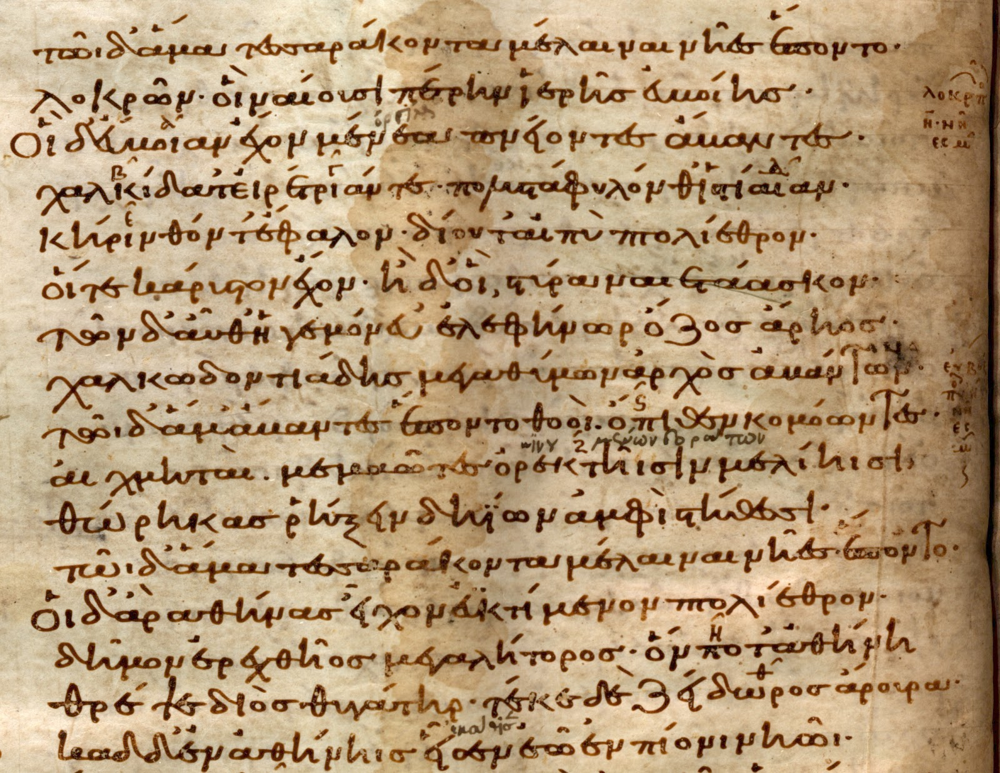 τῶι δ' ἅμα τεσσαράκοντα μέλαιναι νῆες ἕποντο·
λοκρῶν· οἳ ναίουσι πέρην ἱερῆς εὐβοίης·
Οἳ δ' εὔβοιαν ἔχον μένεα πνείοντες ἄβαντες·
χαλκίδα τ' εἰρέτριάν τε· πολυστάφυλόν θ' ἱστίαιαν·
κήρινθόν τ' ἔφαλον· δίου τ' αἰπὺ πτολίεθρον·
οἵ τε κάρυστον ἔχον· ἠδ' οἳ στύρα ναιετάασκον·
τῶν δ' αὖθ' ἡγεμόνευ' ἐλεφήνωρ ὄζος ἄρηος·
χαλκωδοντιάδης μεγαθύμων ἀρχὸς ἀβάντων·
τῶι δ' ἅμ' ἄβαντες ἕποντο θοοὶ· ὄπιθεν κομόωντες·
αἰχμηταὶ· μεμαῶτες ὀρεκτῆισιν μελίηισι
θώρηκας ῥήξειν δηΐων ἀμφὶ στήθεσι·
τῶι δ' ἅμα τεσσαράκοντα μέλαιναι νῆες ἕποντο·
Οἳ δ' ἄρ' ἀθήνας εἶχον ἐϋκτίμενον πτολίεθρον·
δῆμον ἐρεχθῆος μεγαλήτορος· ὅν ποτ' ἀθήνη
θρέψε διὸς θυγάτηρ· τέκε δὲ ζείδωρος ἄρουρα·
κὰδ δ' ἐν ἀθήνηις εἷσεν ἑῶ ἐν πίονι νηῶι·